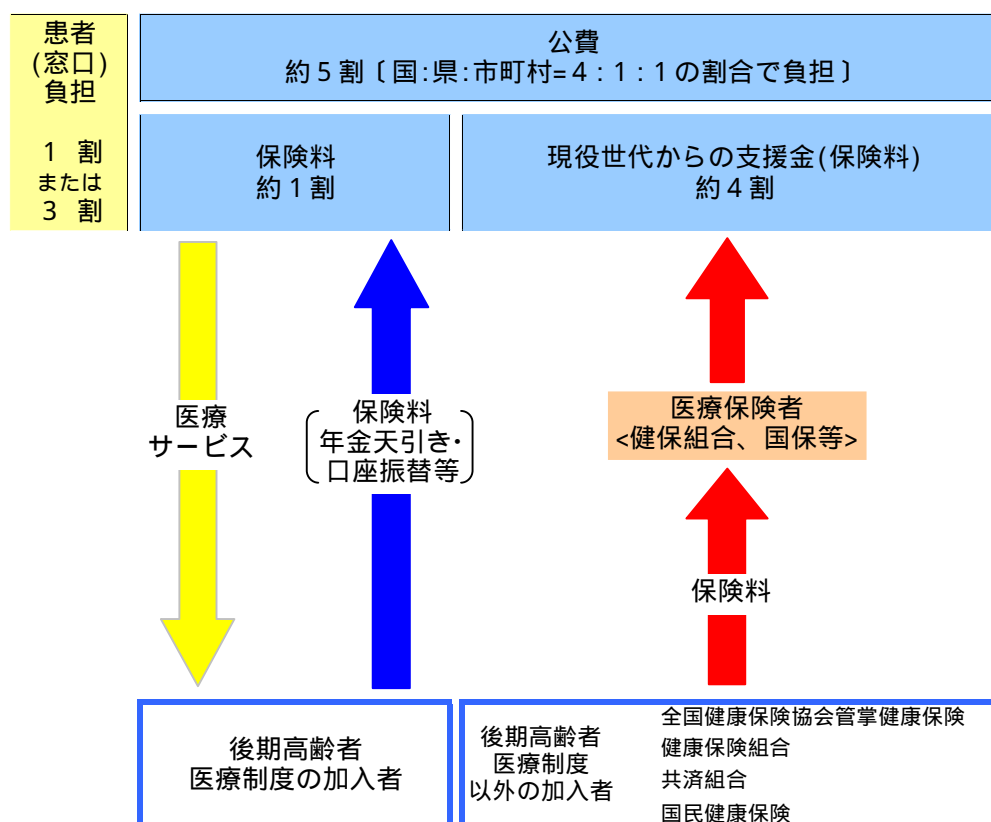 患者
(窓口)
負担
1 割
または
3 割
公費
約5割〔国:県:市町村=4:1:1の割合で負担〕
保険料
約1割
現役世代からの支援金(保険料)
約4割
医療
サービス
保険料
年金天引き・
口座振替等
医療保険者
<健保組合、国保等>
保険料
後期高齢者
医療制度の加入者
後期高齢者
医療制度
以外の加入者
全国健康保険協会管掌健康保険
健康保険組合
共済組合
国民健康保険